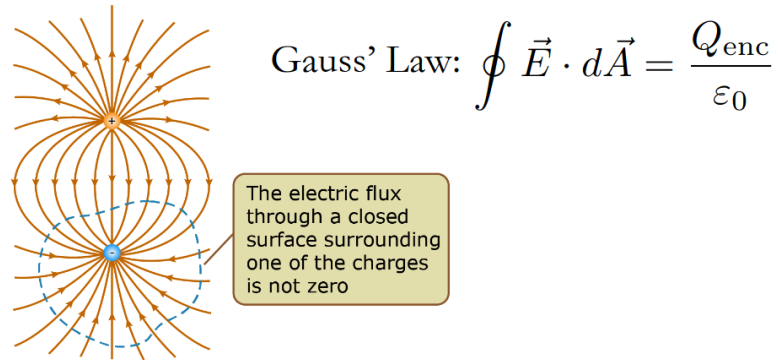 Gauss’ Law: ∮ E⃗ · dA⃗ = Q_enc / ε₀
+
The electric flux
through a closed
surface surrounding
one of the charges
is not zero
-